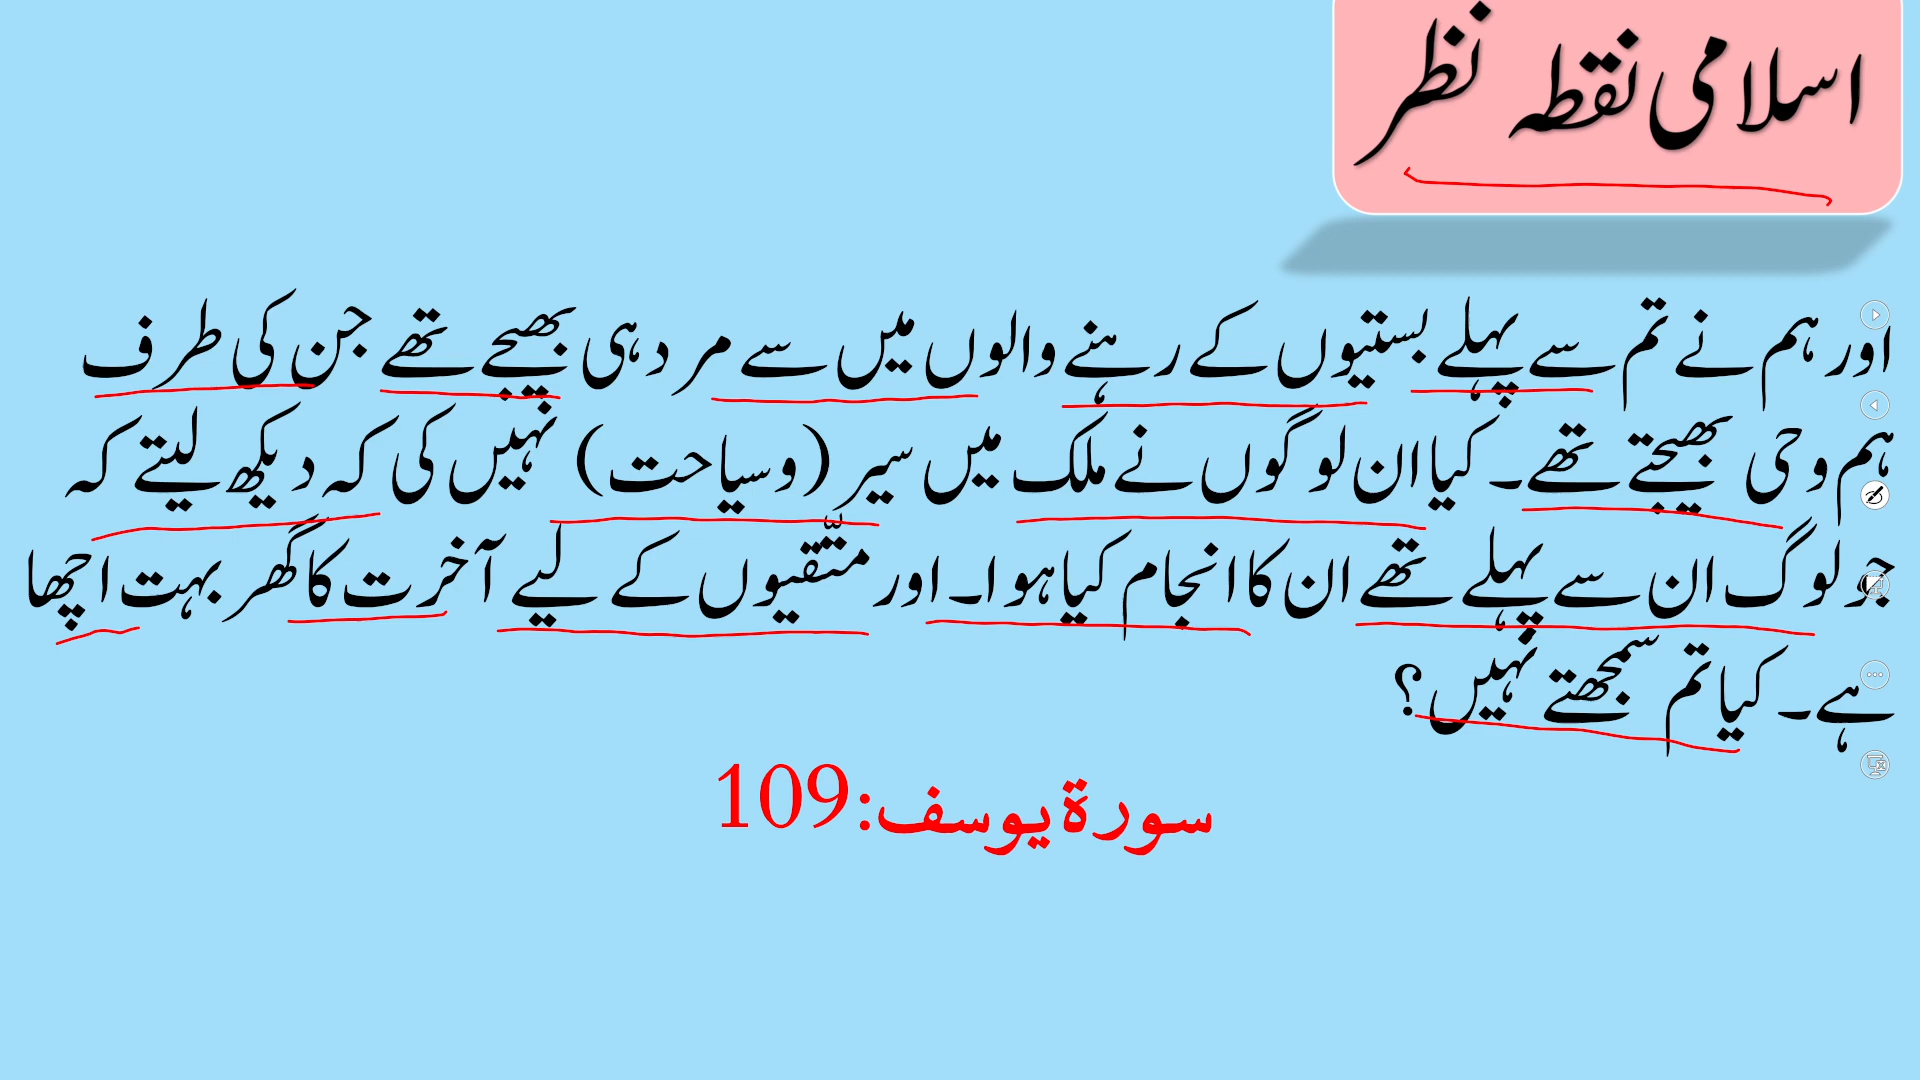 اسلامی نقطہ نظر
اور ہم نے تم سے پہلے بستیوں کے رہنے والوں میں سے مرد ہی بھیجے تھے جن کی طرف
ہم وحی بھیجتے تھے۔ کیا ان لوگوں نے ملک میں سیر (وسیاحت) نہیں کی کہ دیکھ لیتے کہ
جو لوگ ان سے پہلے تھے ان کا انجام کیا ہوا۔ اور متّقیوں کے لیے آخرت کا گھر بہت اچھا
ہے۔ کیا تم سمجھتے نہیں؟
سورۃ یوسف:109